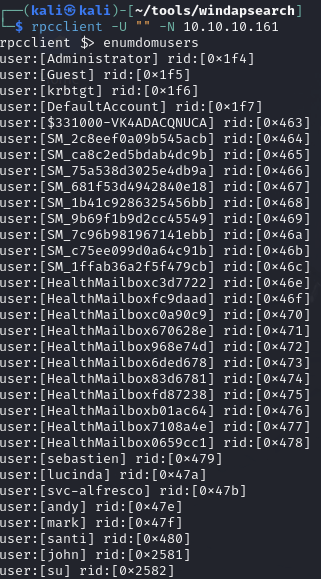 ┌──(kali㉿kali)-[~/tools/windapsearch]
└─$ rpcclient -U "" -N 10.10.10.161
rpcclient $> enumdomusers
user:[Administrator] rid:[0×1f4]
user:[Guest] rid:[0×1f5]
user:[krbtgt] rid:[0×1f6]
user:[DefaultAccount] rid:[0×1f7]
user:[$331000-VK4ADACQNUCA] rid:[0×463]
user:[SM_2c8eef0a09b545acb] rid:[0×464]
user:[SM_ca8c2ed5bdab4dc9b] rid:[0×465]
user:[SM_75a538d3025e4db9a] rid:[0×466]
user:[SM_681f53d4942840e18] rid:[0×467]
user:[SM_1b41c9286325456bb] rid:[0×468]
user:[SM_9b69f1b9d2cc45549] rid:[0×469]
user:[SM_7c96b981967141ebb] rid:[0×46a]
user:[SM_c75ee099d0a64c91b] rid:[0×46b]
user:[SM_1ffab36a2f5f479cb] rid:[0×46c]
user:[HealthMailboxc3d7722] rid:[0×46e]
user:[HealthMailboxfc9daad] rid:[0×46f]
user:[HealthMailboxc0a90c9] rid:[0×470]
user:[HealthMailbox670628e] rid:[0×471]
user:[HealthMailbox968e74d] rid:[0×472]
user:[HealthMailbox6ded678] rid:[0×473]
user:[HealthMailbox83d6781] rid:[0×474]
user:[HealthMailboxfd87238] rid:[0×475]
user:[HealthMailboxb01ac64] rid:[0×476]
user:[HealthMailbox7108a4e] rid:[0×477]
user:[HealthMailbox0659cc1] rid:[0×478]
user:[sebastien] rid:[0×479]
user:[lucinda] rid:[0×47a]
user:[svc-alfresco] rid:[0×47b]
user:[andy] rid:[0×47e]
user:[mark] rid:[0×47f]
user:[santi] rid:[0×480]
user:[john] rid:[0×2581]
user:[su] rid:[0×2582]